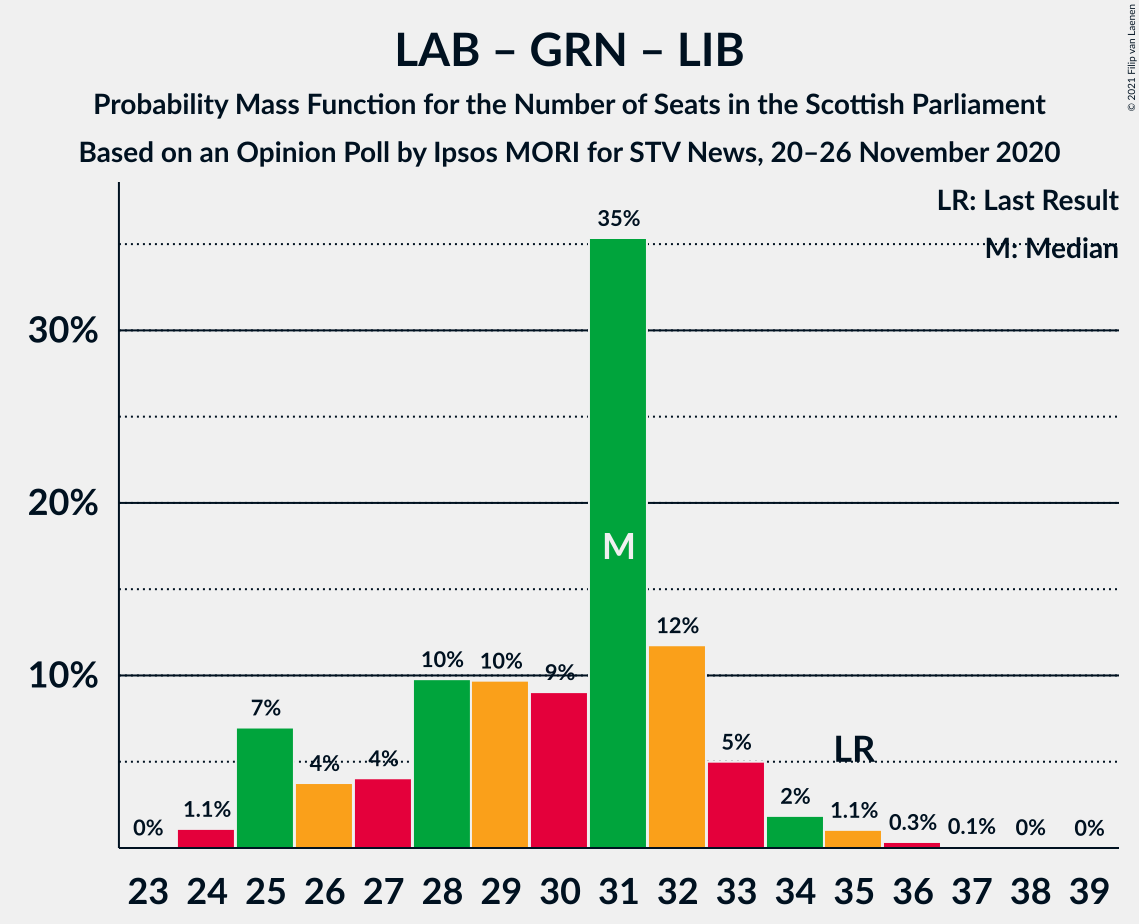 LAB – GRN – LIB
Probability Mass Function for the Number of Seats in the Scottish Parliament
Based on an Opinion Poll by Ipsos MORI for STV News, 20–26 November 2020
© 2021 Filip van Laenen
LR: Last Result
M: Median
30%
20%
10%
0%
1.1%
7%
4%
4%
10%
10%
9%
35%
M
12%
5%
2%
LR
1.1%
0.3%
0.1%
0%
0%
23 24 25 26 27 28 29 30 31 32 33 34 35 36 37 38 39